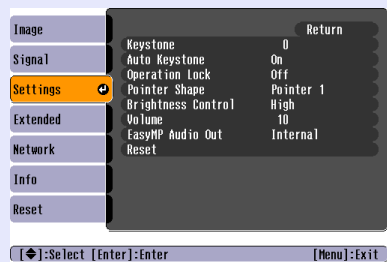 Image
Signal
Settings
Extended
Network
Info
Reset
Return
Keystone 0
Auto Keystone On
Operation Lock Off
Pointer Shape Pointer 1
Brightness Control High
Volume 10
EasyMP Audio Out Internal
Reset
[◆]:Select [Enter]:Enter [Menu]:Exit